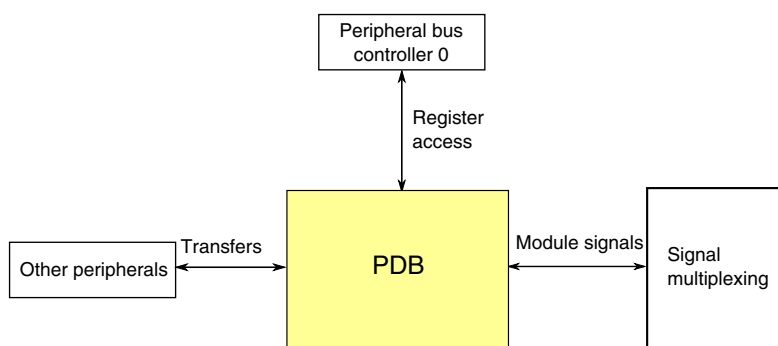 Peripheral bus
controller 0
Register
access
Transfers
Other peripherals
PDB
Module signals
Signal
multiplexing